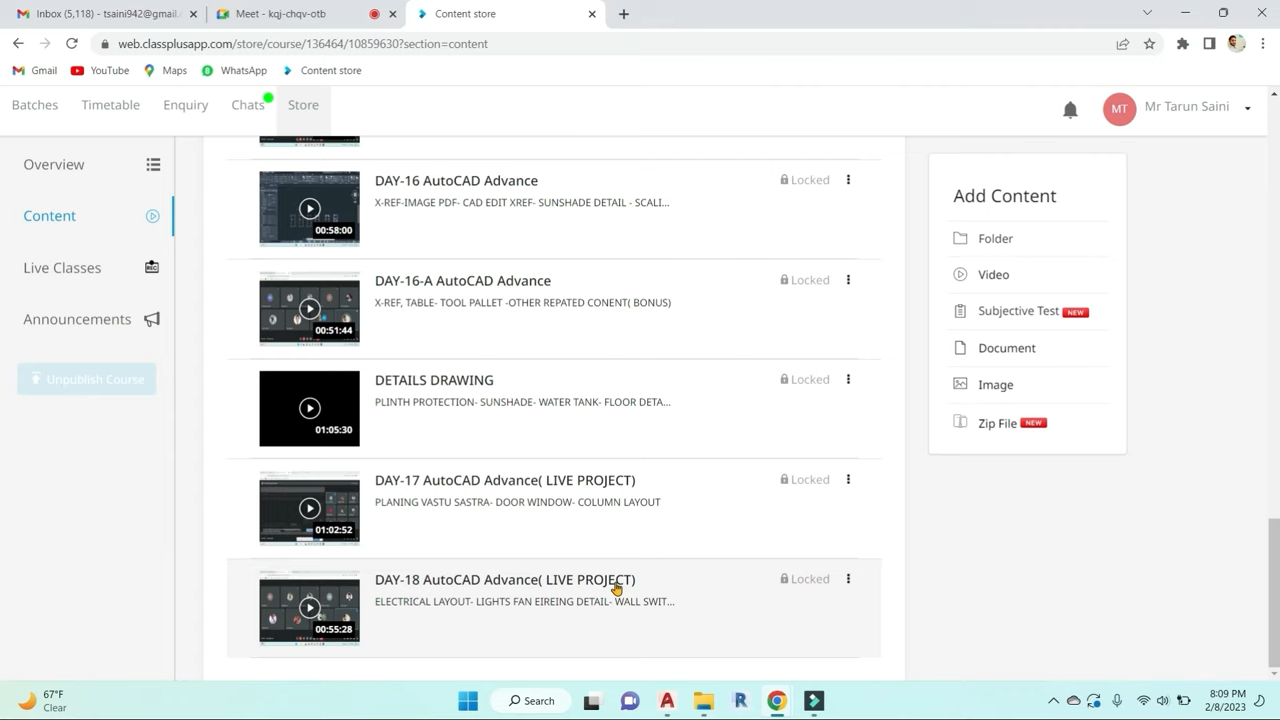 Inbox (5,118) - tsaini942@gmail.
Meet - kqj-chqv-otb
Content store
web.classplusapp.com/store/course/136464/10859630?section=content
Gmail
YouTube
Maps
WhatsApp
Content store
Batches
Timetable
Enquiry
Chats
Store
MT
Mr Tarun Saini
Overview
Content
Live Classes
Announcements
Unpublish Course
DAY-16 AutoCAD Advance
Locked
X-REF-IMAGE PDF- CAD EDIT XREF- SUNSHADE DETAIL - SCALI...
00:58:00
DAY-16-A AutoCAD Advance
Locked
X-REF, TABLE- TOOL PALLET -OTHER REPATED CONENT( BONUS)
00:51:44
DETAILS DRAWING
Locked
PLINTH PROTECTION- SUNSHADE- WATER TANK- FLOOR DETA...
01:05:30
DAY-17 AutoCAD Advance( LIVE PROJECT)
Locked
PLANING VASTU SASTRA- DOOR WINDOW- COLUMN LAYOUT
01:02:52
DAY-18 AutoCAD Advance( LIVE PROJECT)
Locked
ELECTRICAL LAYOUT- LIGHTS FAN EIREING DETAIL- WALL SWIT...
00:55:28
Add Content
Folder
Video
Subjective Test NEW
Document
Image
Zip File NEW
67°F
Clear
Search
8:09 PM
2/8/2023